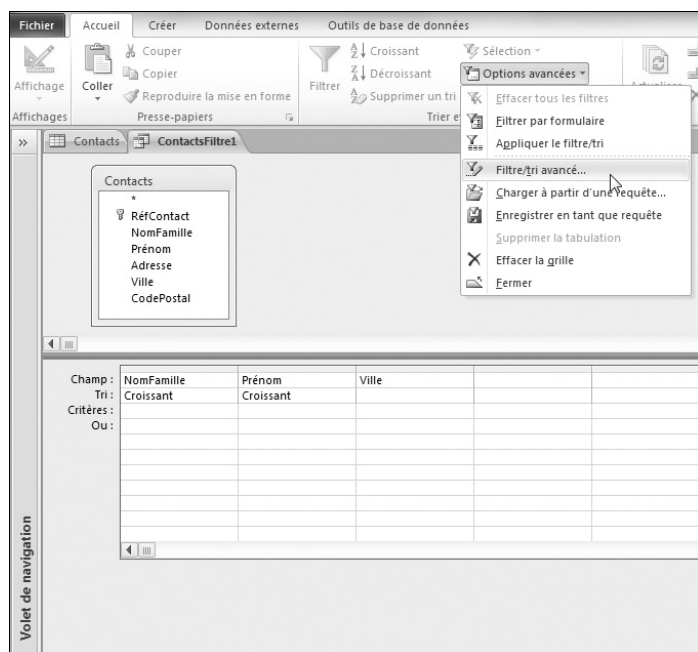 Fichier Accueil Créer Données externes Outils de base de données
Affichage
Affichages
Coller
Couper
Copier
Reproduire la mise en forme
Presse-papiers
Filtrer
Croissant
Décroissant
Supprimer un tri
Trier e
Sélection
Options avancées
Effacer tous les filtres
Filtrer par formulaire
Appliquer le filtre/tri
Filtre/tri avancé...
Charger à partir d'une requête...
Enregistrer en tant que requête
Supprimer la tabulation
Effacer la grille
Fermer
Contacts ContactsFiltre1
Contacts
*
RéfContact
NomFamille
Prénom
Adresse
Ville
CodePostal
Champ : NomFamille Prénom Ville
Tri : Croissant Croissant
Critères :
Ou :
Volet de navigation